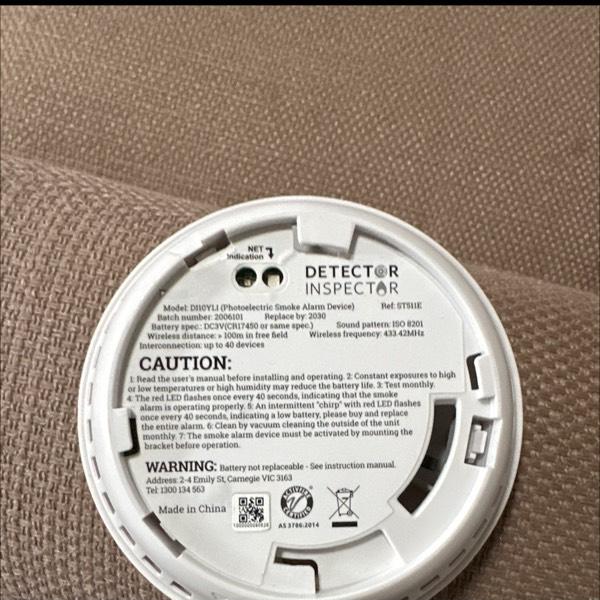 NET
Indication
DETECTOR
INSPECTOR
Model: DI10YLI (Photoelectric Smoke Alarm Device) Ref: ST511E
Batch number: 2006101 Replace by: 2030
Battery spec.: DC3V(CR17450 or same spec.) Sound pattern: ISO 8201
Wireless distance: > 100m in free field Wireless frequency: 433.42MHz
Interconnection: up to 40 devices
CAUTION:
1: Read the user's manual before installing and operating. 2: Constant exposures to high
or low temperatures or high humidity may reduce the battery life. 3: Test monthly.
4: The red LED flashes once every 40 seconds, indicating that the smoke
alarm is operating properly. 5: An intermittent "chirp" with red LED flashes
once every 40 seconds, indicating a low battery, please buy and replace
the entire alarm. 6: Clean by vacuum cleaning the outside of the unit
monthly. 7: The smoke alarm device must be activated by mounting the
bracket before operation.
WARNING: Battery not replaceable - See instruction manual.
Address: 2-4 Emily St, Carnegie VIC 3163
Tel: 1300 134 563
Made in China
ACTIVFIRE
CERTIFIED
AS 3786:2014